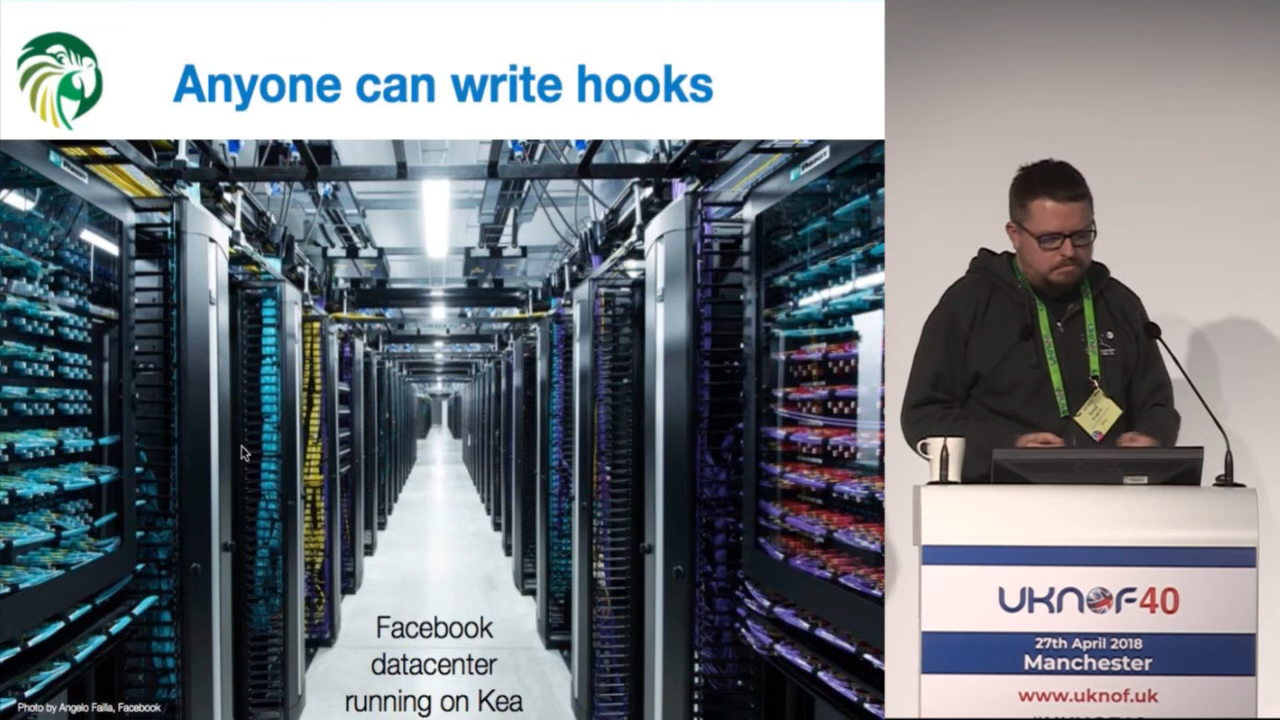 Anyone can write hooks
Facebook
datacenter
running on Kea
Photo by Angelo Failla, Facebook
UKNOF40
27th April 2018
Manchester
www.uknof.uk